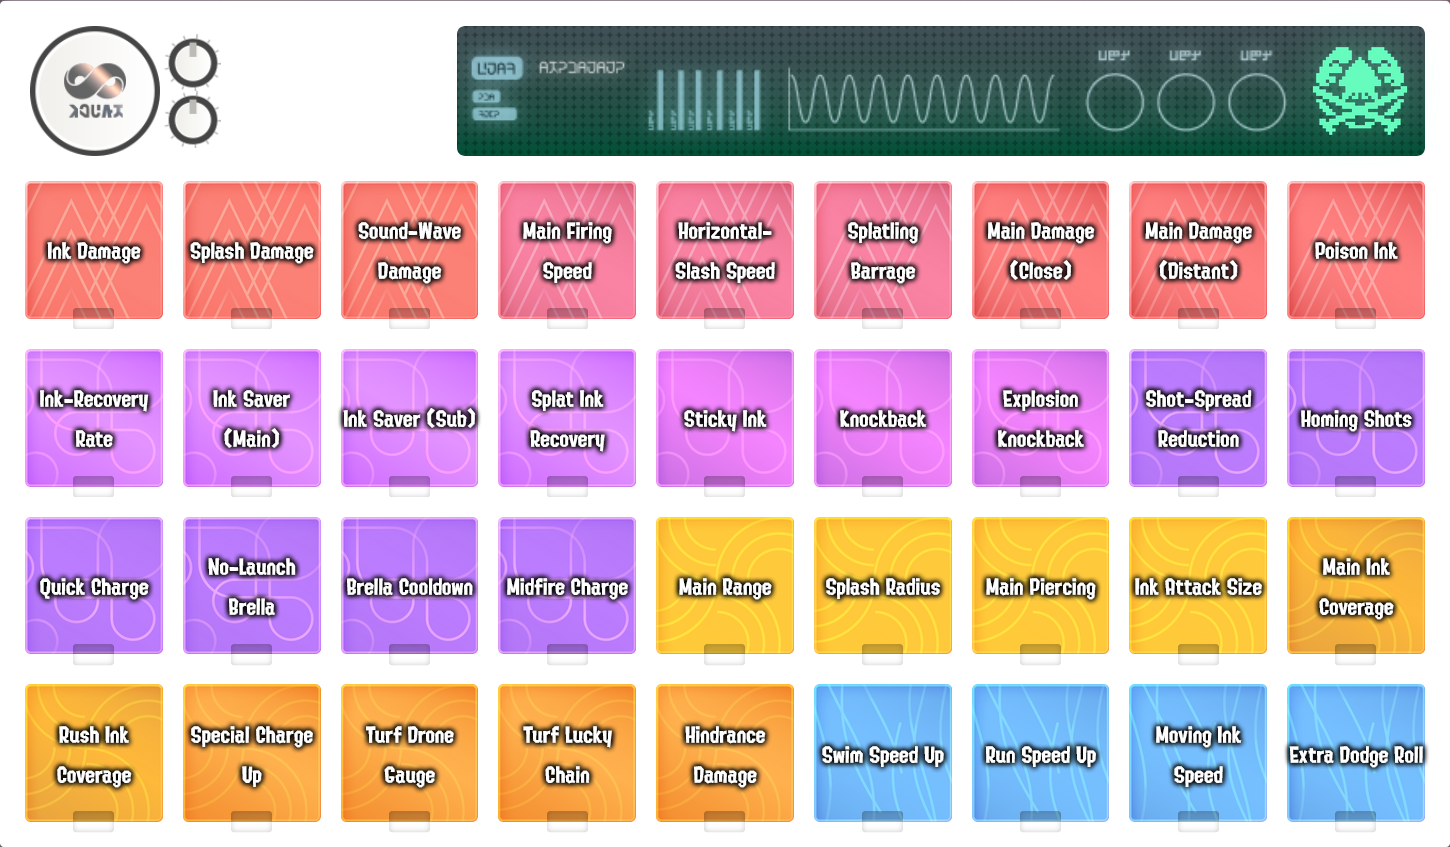 Ink Damage
Splash Damage
Sound-Wave
Damage
Main Firing
Speed
Horizontal-
Slash Speed
Splatling
Barrage
Main Damage
(Close)
Main Damage
(Distant)
Poison Ink
Ink-Recovery
Rate
Ink Saver
(Main)
Ink Saver (Sub)
Splat Ink
Recovery
Sticky Ink
Knockback
Explosion
Knockback
Shot-Spread
Reduction
Homing Shots
Quick Charge
No-Launch
Brella
Brella Cooldown
Midfire Charge
Main Range
Splash Radius
Main Piercing
Ink Attack Size
Main Ink
Coverage
Rush Ink
Coverage
Special Charge
Up
Turf Drone
Gauge
Turf Lucky
Chain
Hindrance
Damage
Swim Speed Up
Run Speed Up
Moving Ink
Speed
Extra Dodge Roll